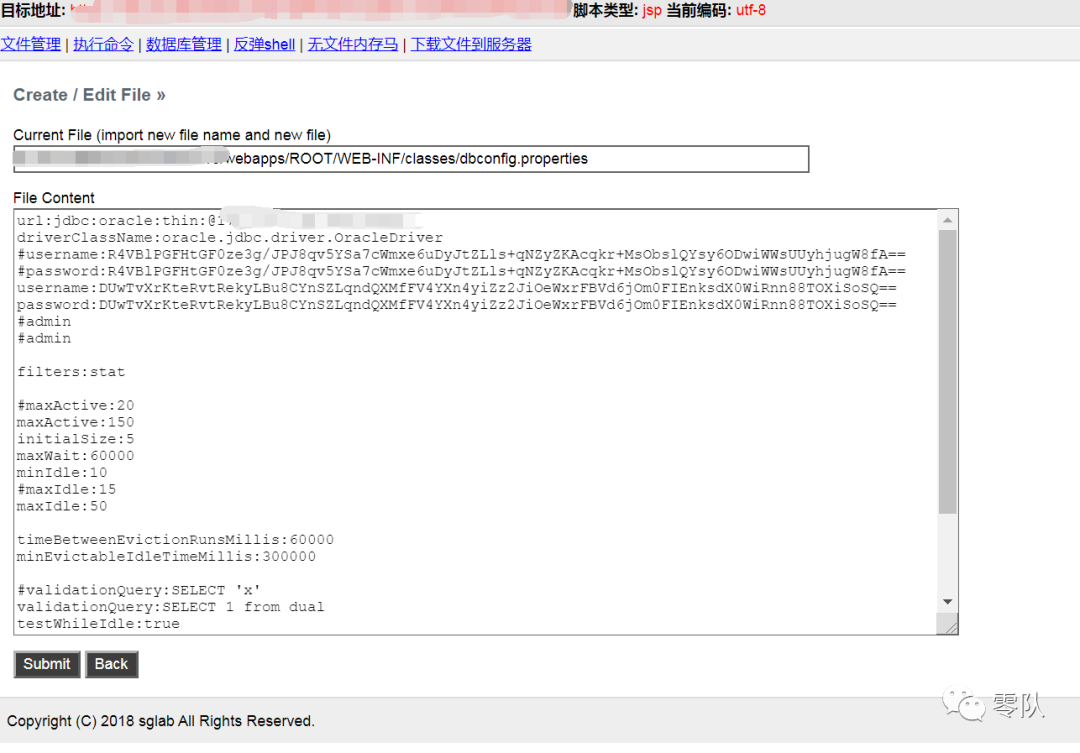 目标地址: 脚本类型: jsp 当前编码: utf-8
文件管理 | 执行命令 | 数据库管理 | 反弹shell | 无文件内存马 | 下载文件到服务器
Create / Edit File »
Current File (import new file name and new file)
webapps/ROOT/WEB-INF/classes/dbconfig.properties
File Content
url:jdbc:oracle:thin:@1
driverClassName:oracle.jdbc.driver.OracleDriver
#username:R4VBlPGFHtGF0ze3g/JPJ8qv5YSa7cWmxe6uDyJtZLls+qNZyZKAcqkr+MsObslQYsy6ODwiWWsUUyhjugW8fA==
#password:R4VBlPGFHtGF0ze3g/JPJ8qv5YSa7cWmxe6uDyJtZLls+qNZyZKAcqkr+MsObslQYsy6ODwiWWsUUyhjugW8fA==
username:DUwTvXrKteRvtRekyLBu8CYnSZLqndQXMfFV4YXn4yiZz2JiOeWxrFBVd6jOm0FIEnksdX0WiRnn88TOXiSoSQ==
password:DUwTvXrKteRvtRekyLBu8CYnSZLqndQXMfFV4YXn4yiZz2JiOeWxrFBVd6jOm0FIEnksdX0WiRnn88TOXiSoSQ==
#admin
#admin
filters:stat
#maxActive:20
maxActive:150
initialSize:5
maxWait:60000
minIdle:10
#maxIdle:15
maxIdle:50
timeBetweenEvictionRunsMillis:60000
minEvictableIdleTimeMillis:300000
#validationQuery:SELECT 'x'
validationQuery:SELECT 1 from dual
testWhileIdle:true
Submit Back
零队
Copyright (C) 2018 sglab All Rights Reserved.